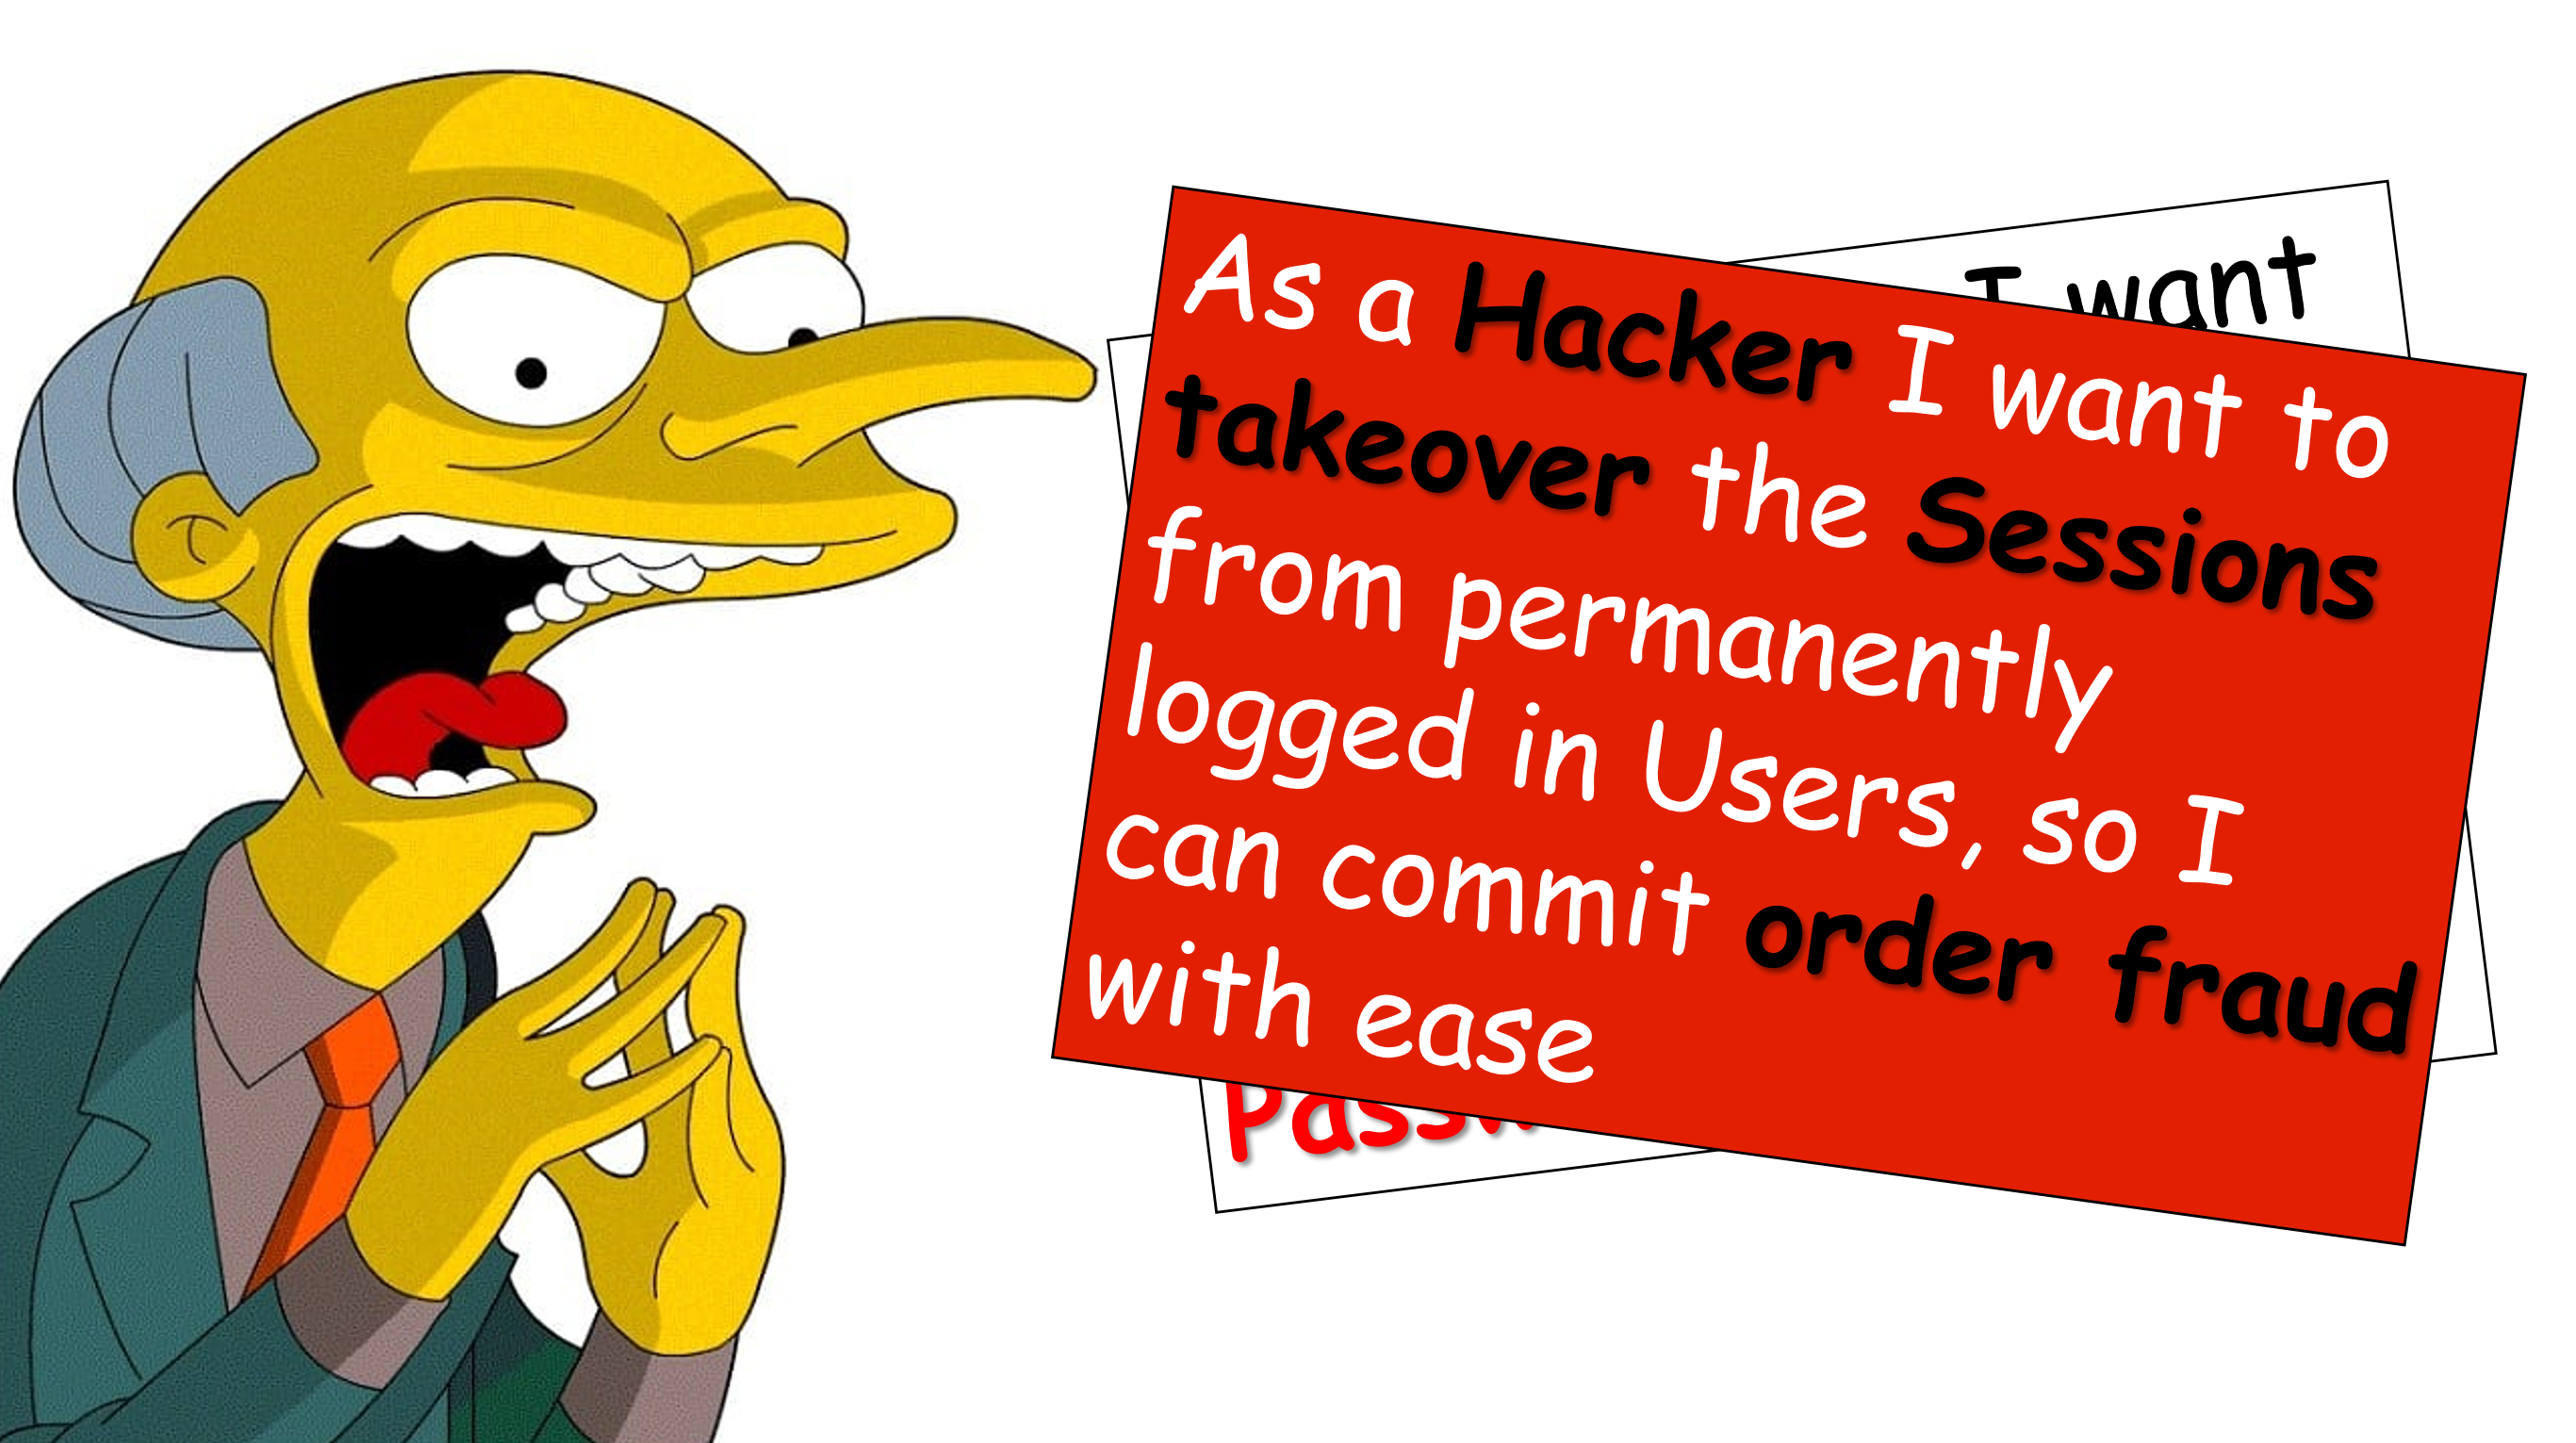 I want
As a Hacker I want to
takeover the Sessions
from permanently
logged in Users, so I
can commit order fraud
with ease